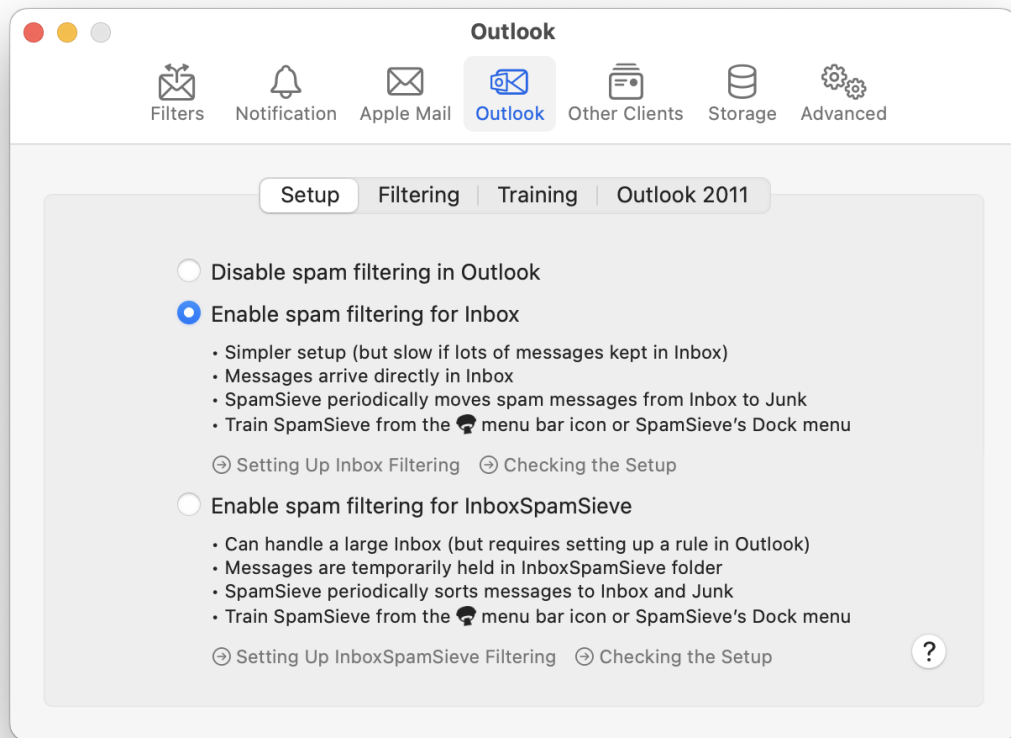 Outlook
Filters
Notification
Apple Mail
Outlook
Other Clients
Storage
Advanced
Setup
Filtering
Training
Outlook 2011
Disable spam filtering in Outlook
Enable spam filtering for Inbox
• Simpler setup (but slow if lots of messages kept in Inbox)
• Messages arrive directly in Inbox
• SpamSieve periodically moves spam messages from Inbox to Junk
• Train SpamSieve from the menu bar icon or SpamSieve’s Dock menu
Setting Up Inbox Filtering
Checking the Setup
Enable spam filtering for InboxSpamSieve
• Can handle a large Inbox (but requires setting up a rule in Outlook)
• Messages are temporarily held in InboxSpamSieve folder
• SpamSieve periodically sorts messages to Inbox and Junk
• Train SpamSieve from the menu bar icon or SpamSieve’s Dock menu
Setting Up InboxSpamSieve Filtering
Checking the Setup
?